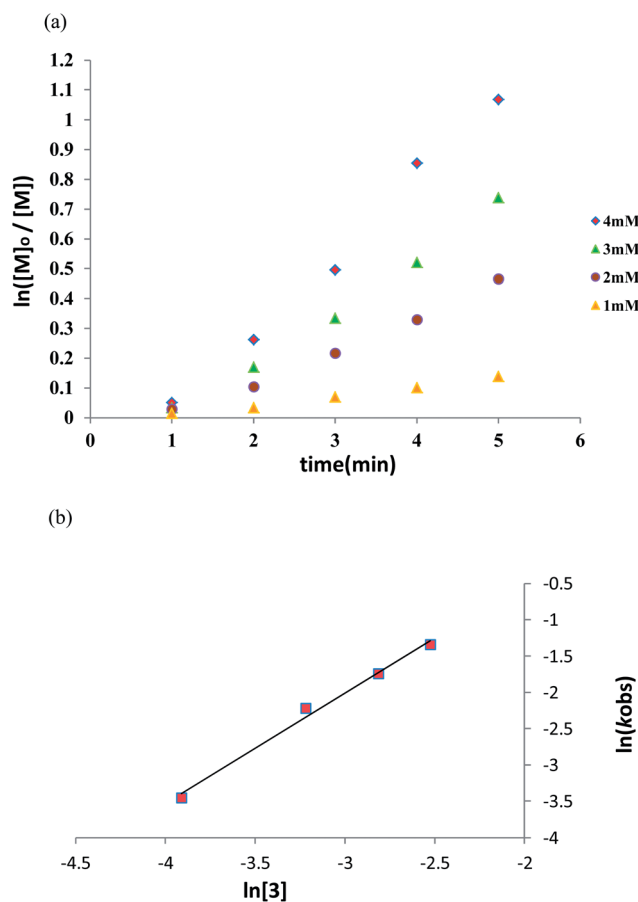 (a)
1.2
1.1
1
0.9
0.8
0.7
0.6
0.5
0.4
0.3
0.2
0.1
0
ln([M]₀ / [M])
0 1 2 3 4 5 6
time(min)
4mM
3mM
2mM
1mM
(b)
-0.5
-1
-1.5
-2
-2.5
-3
-3.5
-4
ln(kobs)
-4.5 -4 -3.5 -3 -2.5 -2
ln[3]